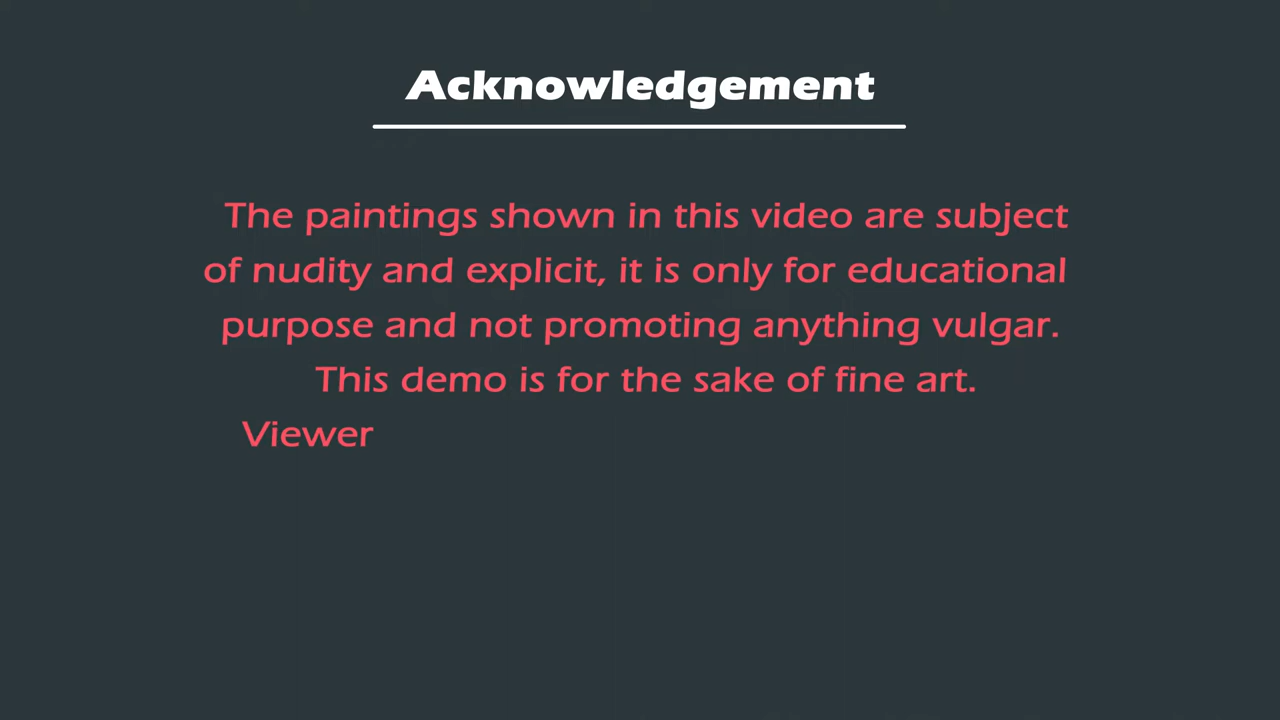 Acknowledgement
The paintings shown in this video are subject
of nudity and explicit, it is only for educational
purpose and not promoting anything vulgar.
This demo is for the sake of fine art.
Viewer